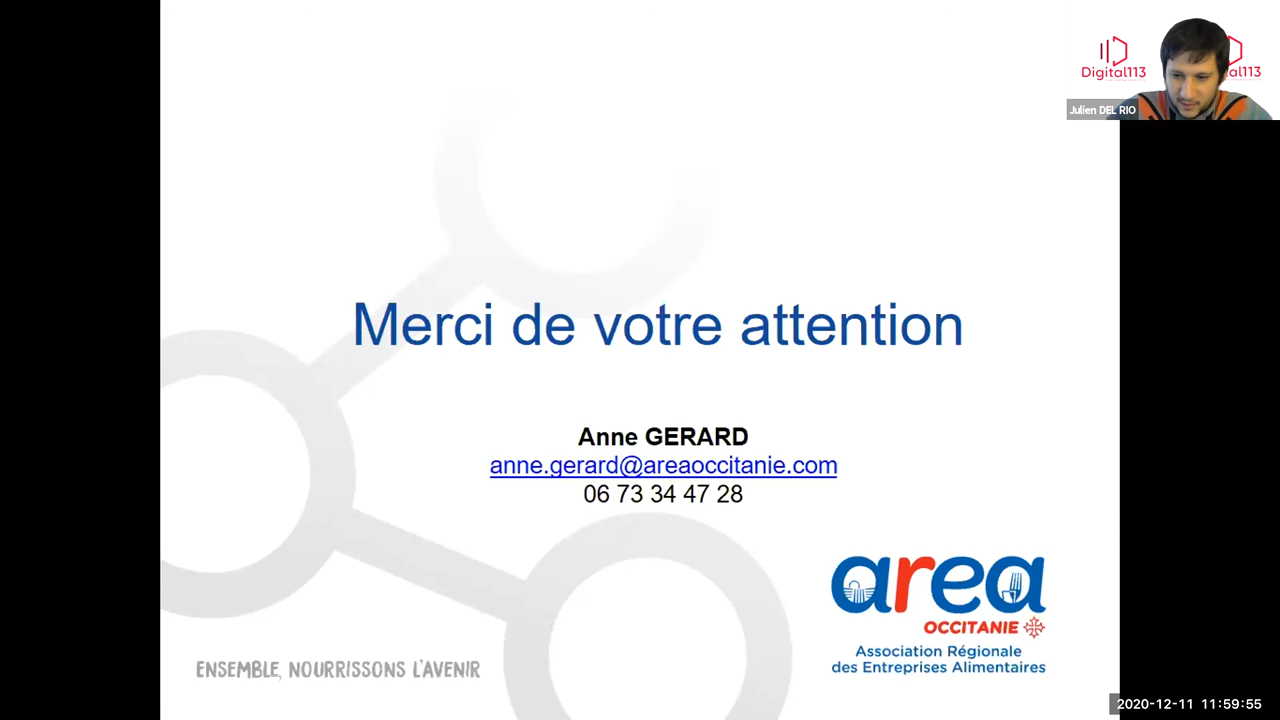 Digital113
al113
Julien DEL RIO
Merci de votre attention
Anne GERARD
anne.gerard@areaoccitanie.com
06 73 34 47 28
area
OCCITANIE
Association Régionale
des Entreprises Alimentaires
ENSEMBLE, NOURRISSONS L'AVENIR
2020-12-11 11:59:55